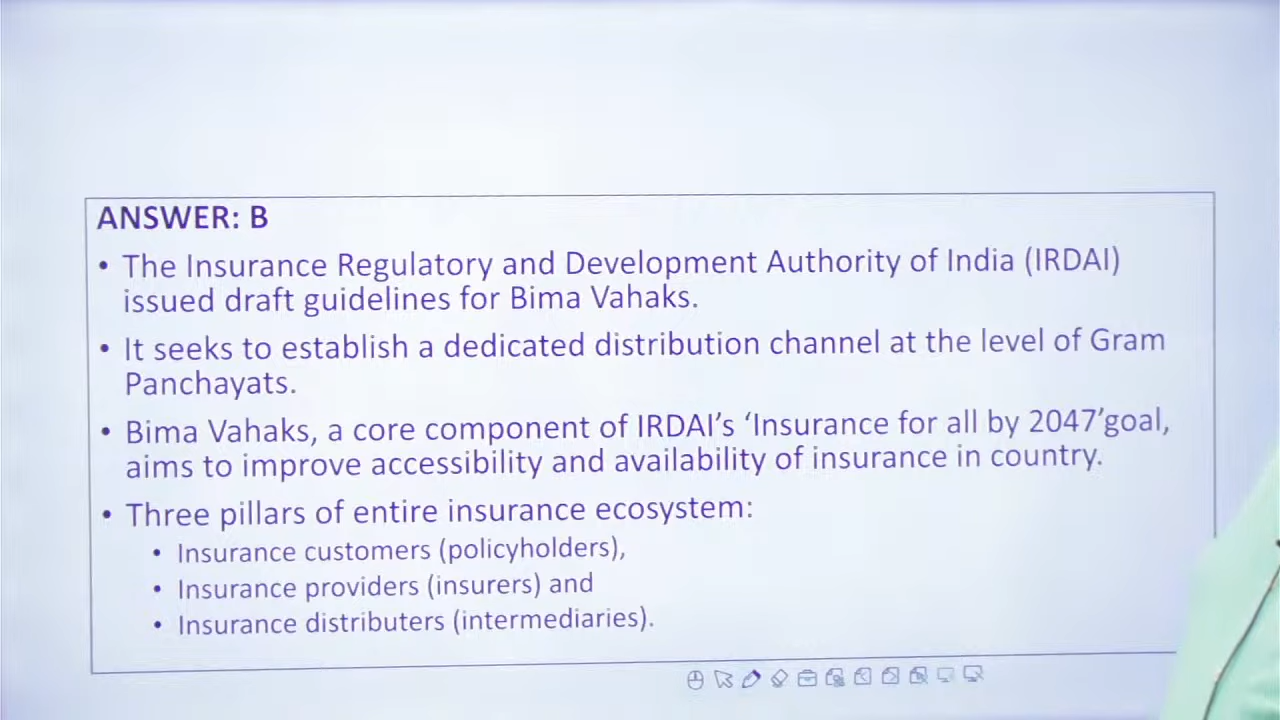 ANSWER: B
• The Insurance Regulatory and Development Authority of India (IRDAI)
issued draft guidelines for Bima Vahaks.
• It seeks to establish a dedicated distribution channel at the level of Gram
Panchayats.
• Bima Vahaks, a core component of IRDAI's ‘Insurance for all by 2047’goal,
aims to improve accessibility and availability of insurance in country.
• Three pillars of entire insurance ecosystem:
• Insurance customers (policyholders),
• Insurance providers (insurers) and
• Insurance distributers (intermediaries).